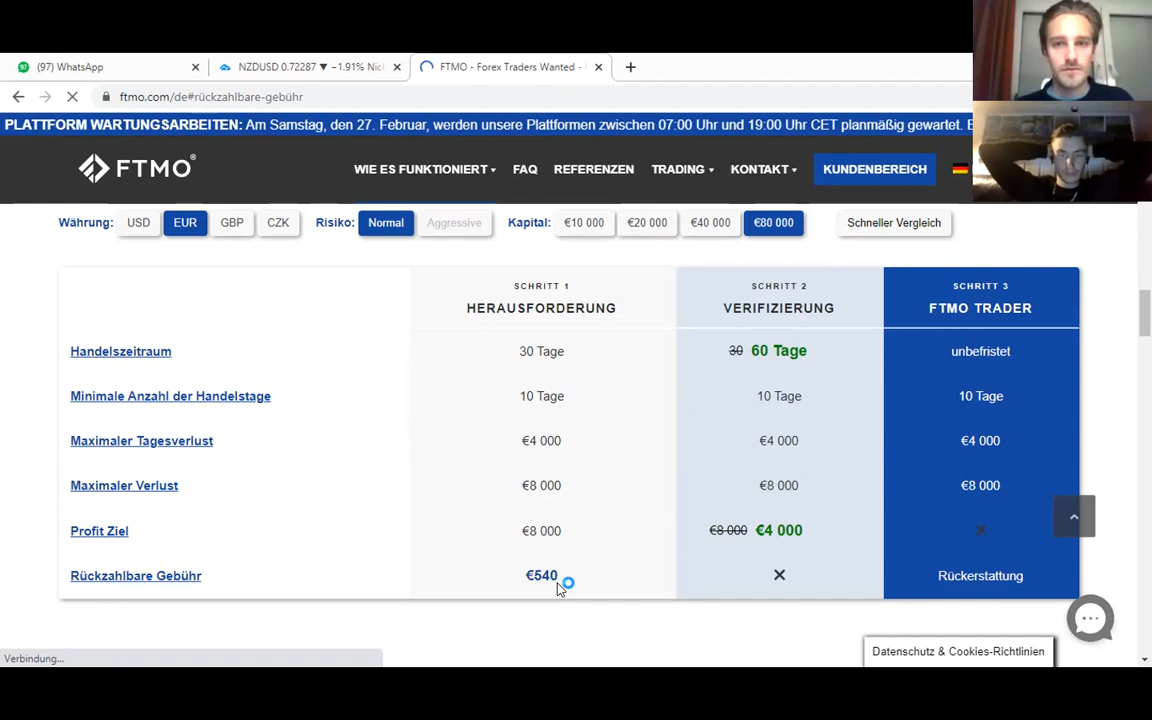 (97) WhatsApp
NZDUSD 0.72287 ▼ −1.91% Nic
FTMO - Forex Traders Wanted -
ftmo.com/de#rückzahlbare-gebühr
PLATTFORM WARTUNGSARBEITEN: Am Samstag, den 27. Februar, werden unsere Plattformen zwischen 07:00 Uhr und 19:00 Uhr CET planmäßig gewartet. E
FTMO®
WIE ES FUNKTIONIERT
FAQ
REFERENZEN
TRADING
KONTAKT
KUNDENBEREICH
Währung: USD EUR GBP CZK Risiko: Normal Aggressive Kapital: €10 000 €20 000 €40 000 €80 000 Schneller Vergleich
SCHRITT 1 SCHRITT 2 SCHRITT 3
HERAUSFORDERUNG VERIFIZIERUNG FTMO TRADER
Handelszeitraum 30 Tage 30 60 Tage unbefristet
Minimale Anzahl der Handelstage 10 Tage 10 Tage 10 Tage
Maximaler Tagesverlust €4 000 €4 000 €4 000
Maximaler Verlust €8 000 €8 000 €8 000
Profit Ziel €8 000 €8 000 €4 000
Rückzahlbare Gebühr €540 Rückerstattung
Datenschutz & Cookies-Richtlinien
Verbindung...